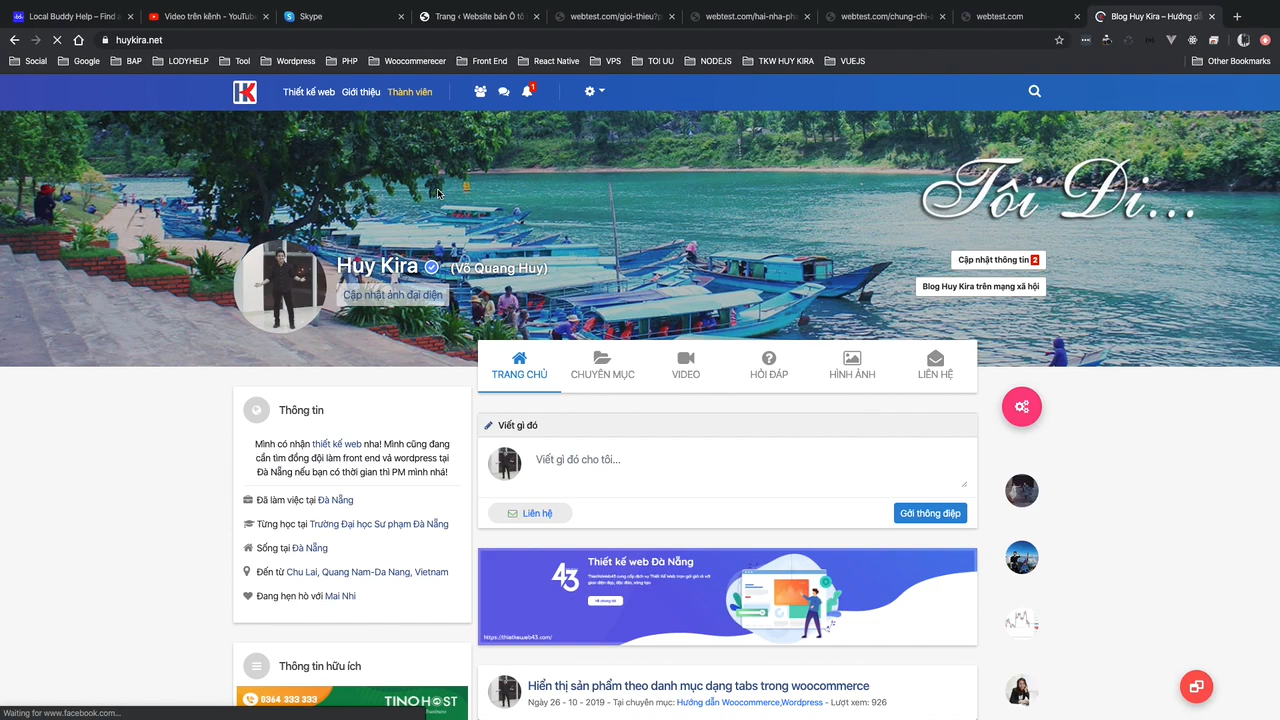 Local Buddy Help - Find a
Video trên kênh - YouTube
Skype
Trang ‹ Website bán Ô tô
webtest.com/gioi-thieu?p
webtest.com/hai-nha-pha
webtest.com/chung-chi-a
webtest.com
Blog Huy Kira – Hướng dẫ
huykira.net
Social
Google
BAP
LODYHELP
Tool
Wordpress
PHP
Woocommerecer
Front End
React Native
VPS
TOI UU
NODEJS
TKW HUY KIRA
VUEJS
Other Bookmarks
HK
Thiết kế web
Giới thiệu
Thành viên
1
Tôi Đi...
Huy Kira (Võ Quang Huy)
Cập nhật ảnh đại diện
Cập nhật thông tin 2
Blog Huy Kira trên mạng xã hội
TRANG CHỦ
CHUYÊN MỤC
VIDEO
HỎI ĐÁP
HÌNH ẢNH
LIÊN HỆ
Thông tin
Mình có nhận thiết kế web nha! Mình cũng đang
cần tìm đồng đội làm front end và wordpress tại
Đà Nẵng nếu bạn có thời gian thì PM mình nhá!
Đã làm việc tại Đà Nẵng
Từng học tại Trường Đại học Sư phạm Đà Nẵng
Sống tại Đà Nẵng
Đến từ Chu Lai, Quang Nam-Da Nang, Vietnam
Đang hẹn hò với Mai Nhi
Thông tin hữu ích
0364 333 333
TINOHOST
Viết gì đó
Viết gì đó cho tôi...
Liên hệ
Gởi thông điệp
43
Thiết kế web Đà Nẵng
https://thietkeweb43.com/
Hiển thị sản phẩm theo danh mục dạng tabs trong woocommerce
Ngày 26 - 10 - 2019 - Tại chuyên mục: Hướng dẫn Woocommerce,Wordpress - Lượt xem: 926
Waiting for www.facebook.com...